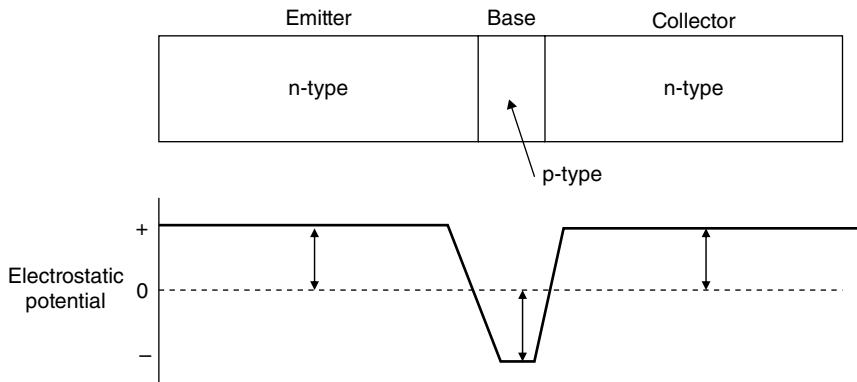 Emitter Base Collector
n-type n-type
p-type
+
Electrostatic
potential
0
–